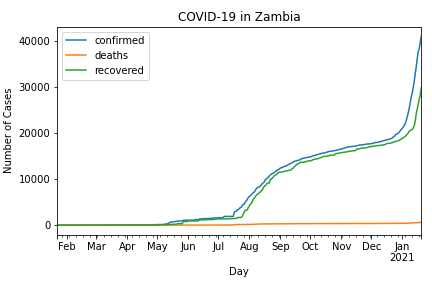 COVID-19 in Zambia
confirmed
deaths
recovered
Number of Cases
40000
30000
20000
10000
0
Feb Mar Apr May Jun Jul Aug Sep Oct Nov Dec Jan
2021
Day